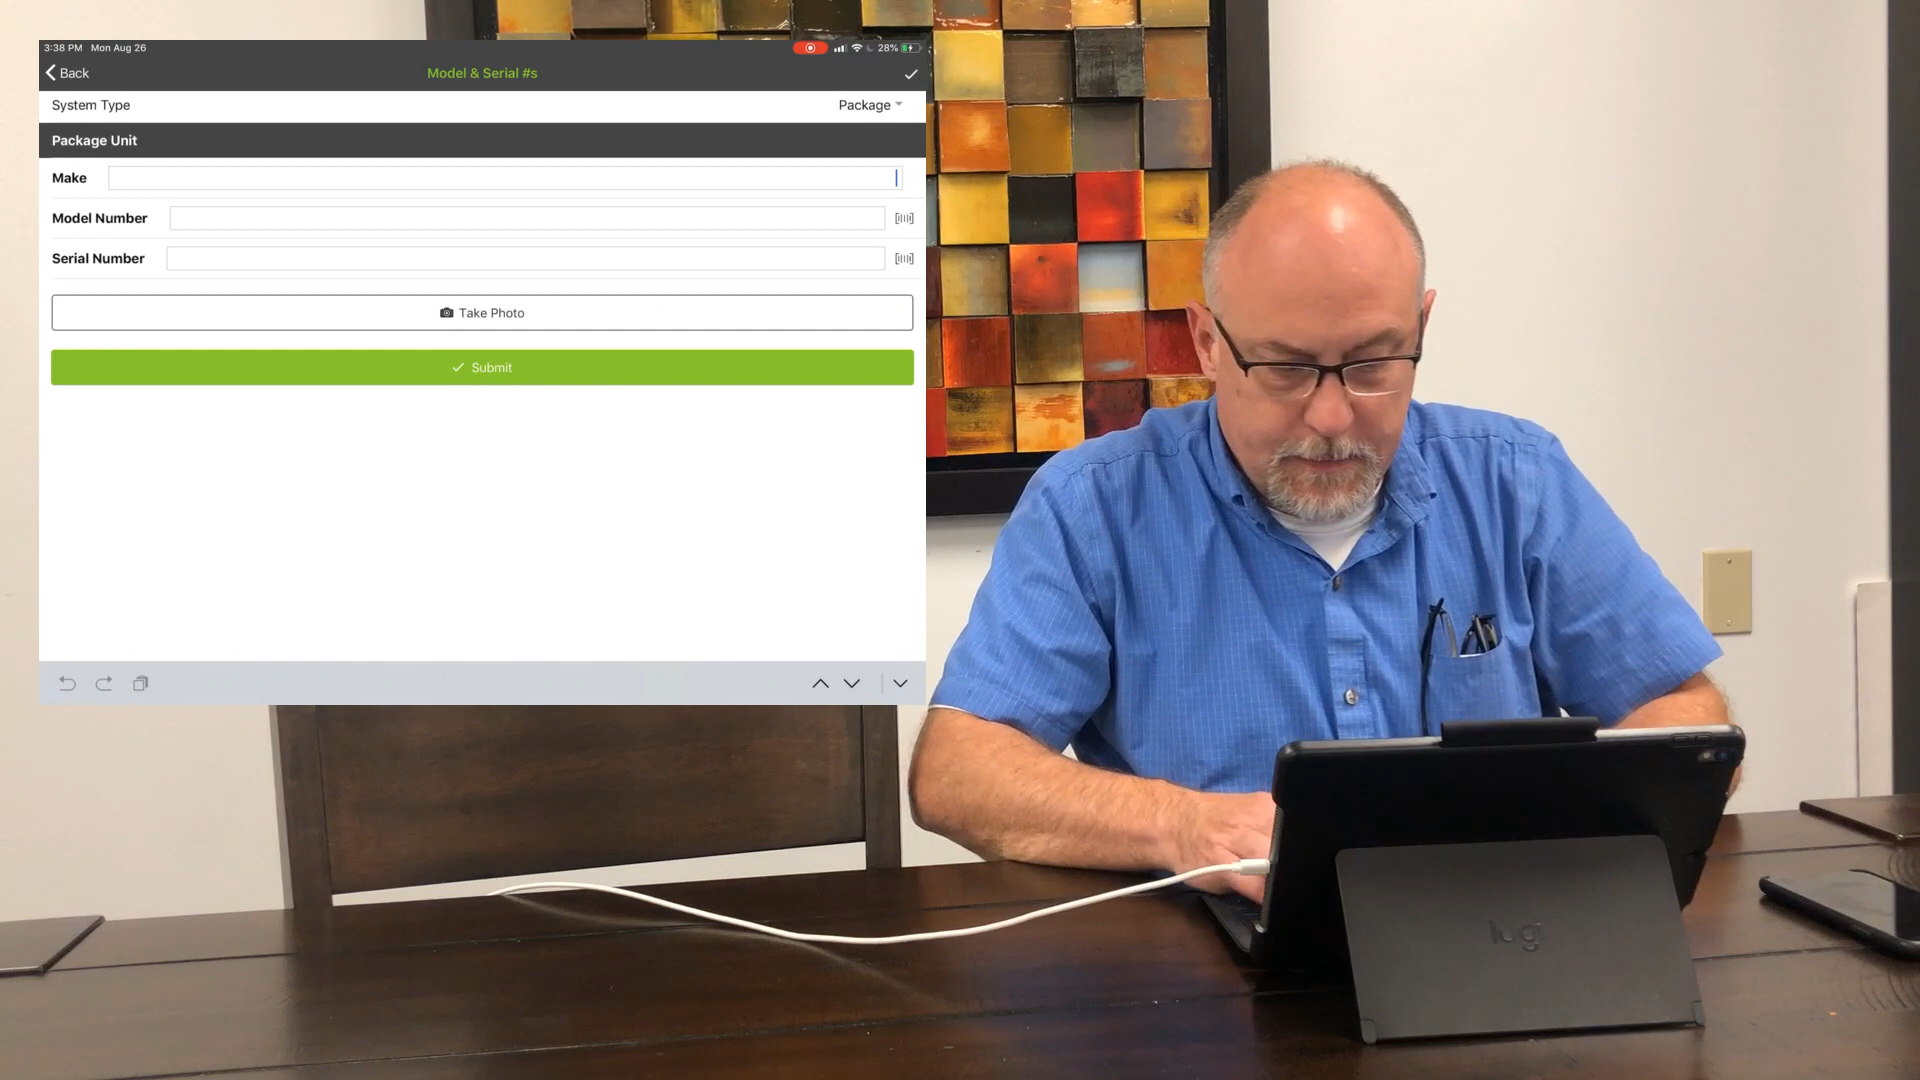 3:38 PM Mon Aug 26 28%
Back Model & Serial #s
System Type Package
Package Unit
Make
Model Number
Serial Number
Take Photo
Submit
logi